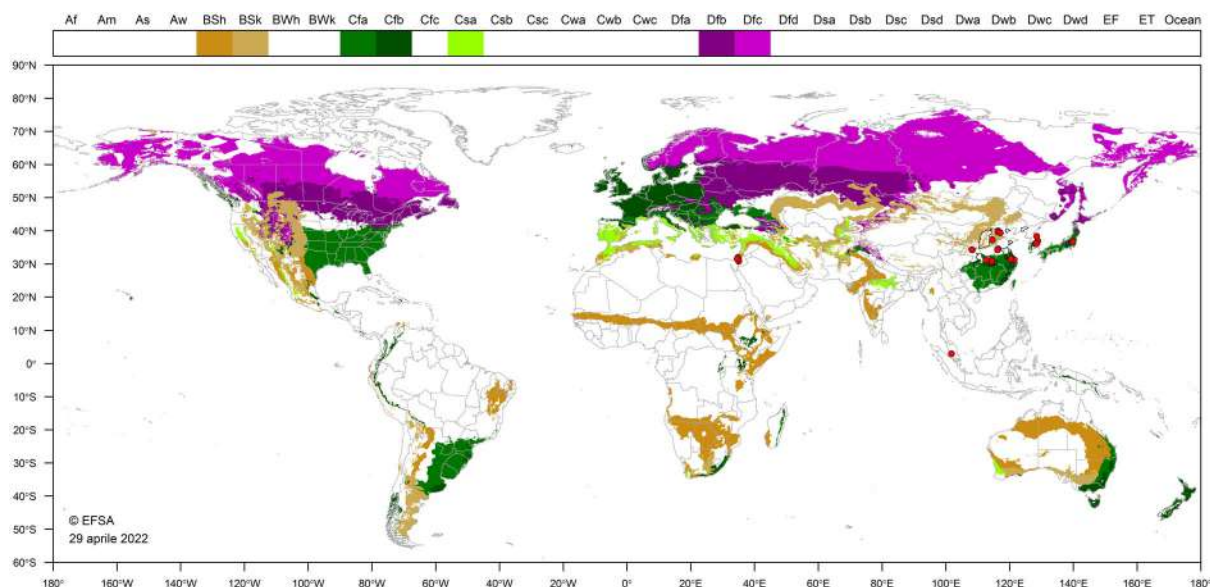 Af Am As Aw BSh BSk BWh BWk Cfa Cfb Cfc Csa Csb Csc Cwa Cwb Cwc Dfa Dfb Dfc Dfd Dsa Dsb Dsc Dsd Dwa Dwb Dwc Dwd EF ET Ocean
90°N
80°N
70°N
60°N
50°N
40°N
30°N
20°N
10°N
0°
10°S
20°S
30°S
40°S
50°S
60°S
© EFSA
29 aprile 2022
180° 160°W 140°W 120°W 100°W 80°W 60°W 40°W 20°W 0° 20°E 40°E 60°E 80°E 100°E 120°E 140°E 160°E 180°